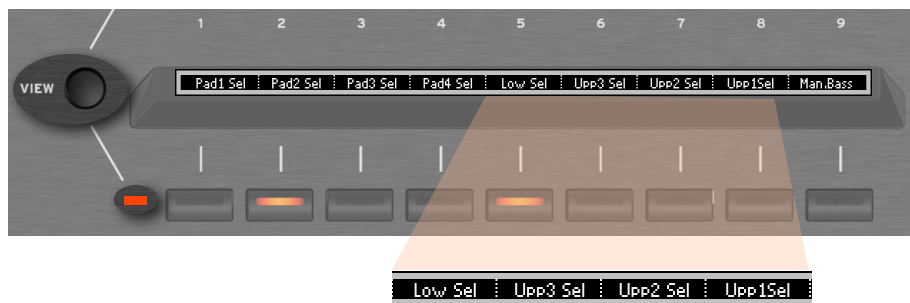 1 2 3 4 5 6 7 8 9
VIEW
Pad1 Sel Pad2 Sel Pad3 Sel Pad4 Sel Low Sel Upp3 Sel Upp2 Sel Upp1Sel Man.Bass
Low Sel Upp3 Sel Upp2 Sel Upp1Sel